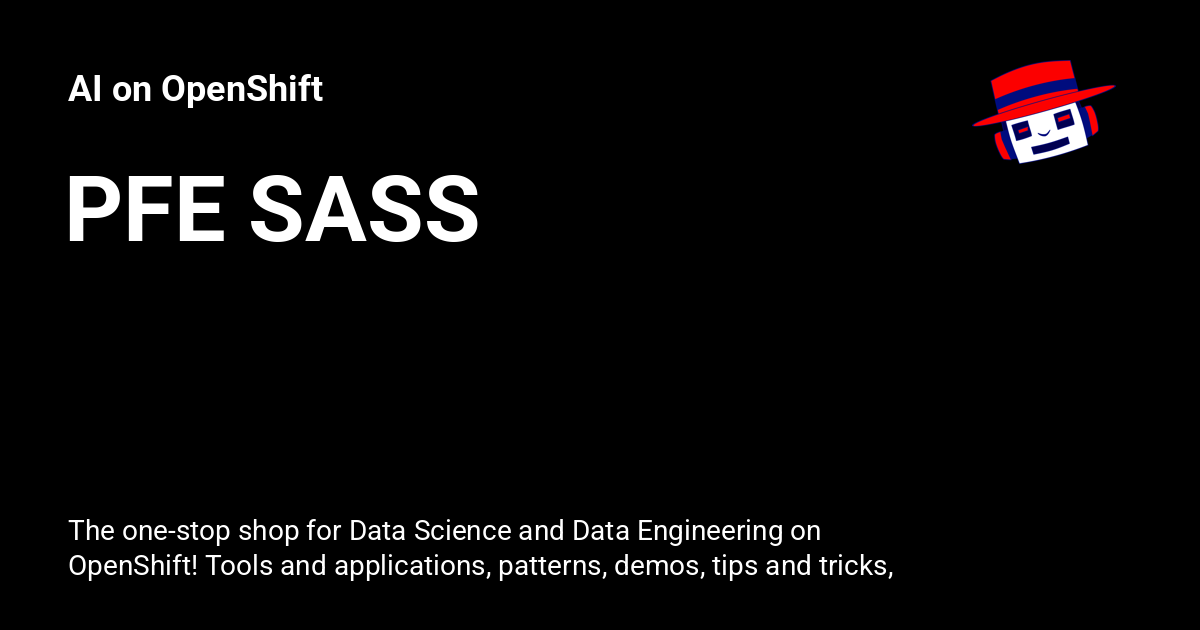 AI on OpenShift
PFE SASS
The one-stop shop for Data Science and Data Engineering on
OpenShift! Tools and applications, patterns, demos, tips and tricks,